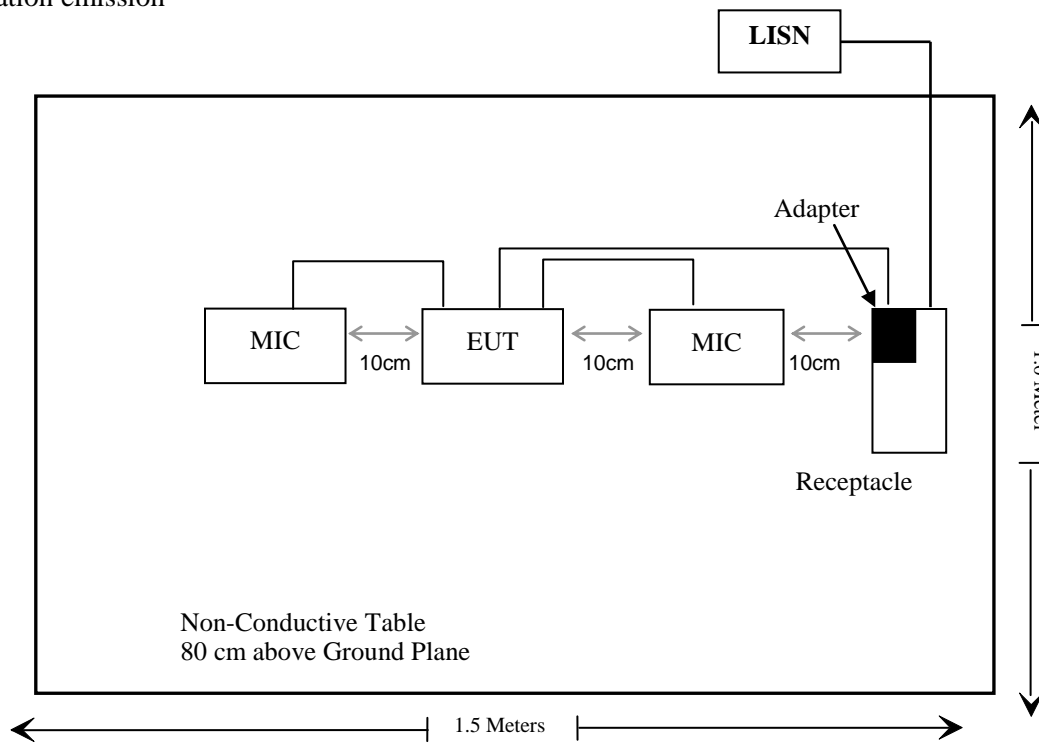 emission
LISN
Adapter
MIC
EUT
MIC
10cm
10cm
10cm
Receptacle
Non-Conductive Table
80 cm above Ground Plane
1.5 Meters